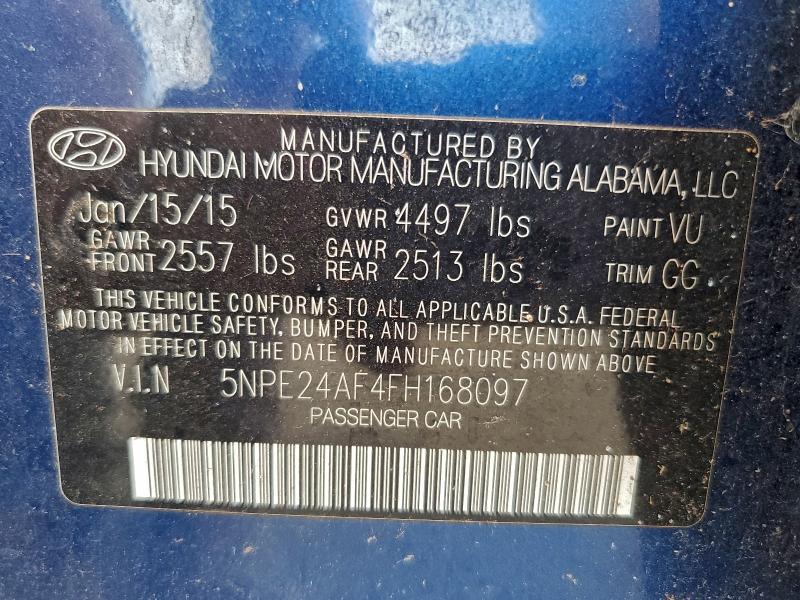 MANUFACTURED BY
HYUNDAI MOTOR MANUFACTURING ALABAMA, LLC
Jan/15/15 GVWR 4497 lbs PAINT VU
GAWR FRONT 2557 lbs GAWR REAR 2513 lbs TRIM GG
THIS VEHICLE CONFORMS TO ALL APPLICABLE U.S.A. FEDERAL
MOTOR VEHICLE SAFETY, BUMPER, AND THEFT PREVENTION STANDARDS
IN EFFECT ON THE DATE OF MANUFACTURE SHOWN ABOVE
V.I.N 5NPE24AF4FH168097
PASSENGER CAR